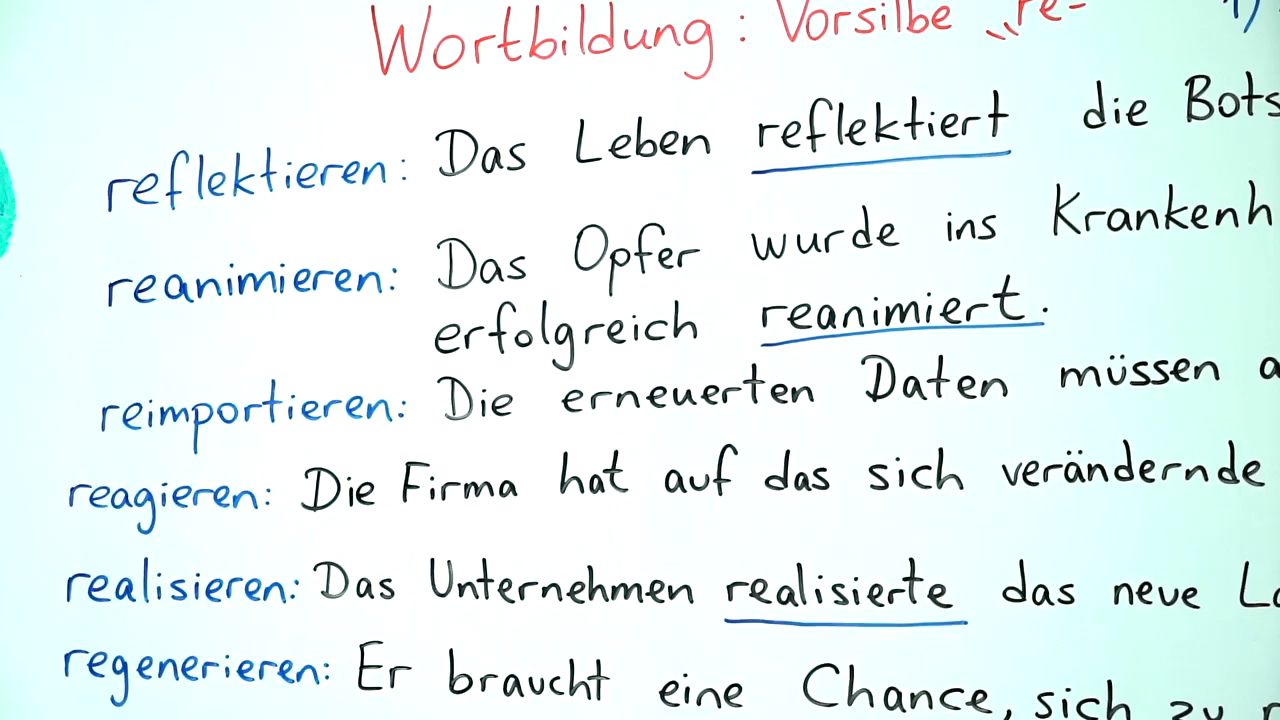 Wortbildung: Vorsilbe „re- 1)
reflektieren: Das Leben reflektiert die Bots
reanimieren: Das Opfer wurde ins Krankenh
erfolgreich reanimiert.
reimportieren: Die erneuerten Daten müssen a
reagieren: Die Firma hat auf das sich verändernde
realisieren: Das Unternehmen realisierte das neue Lo
regenerieren: Er braucht eine Chance, sich zu r